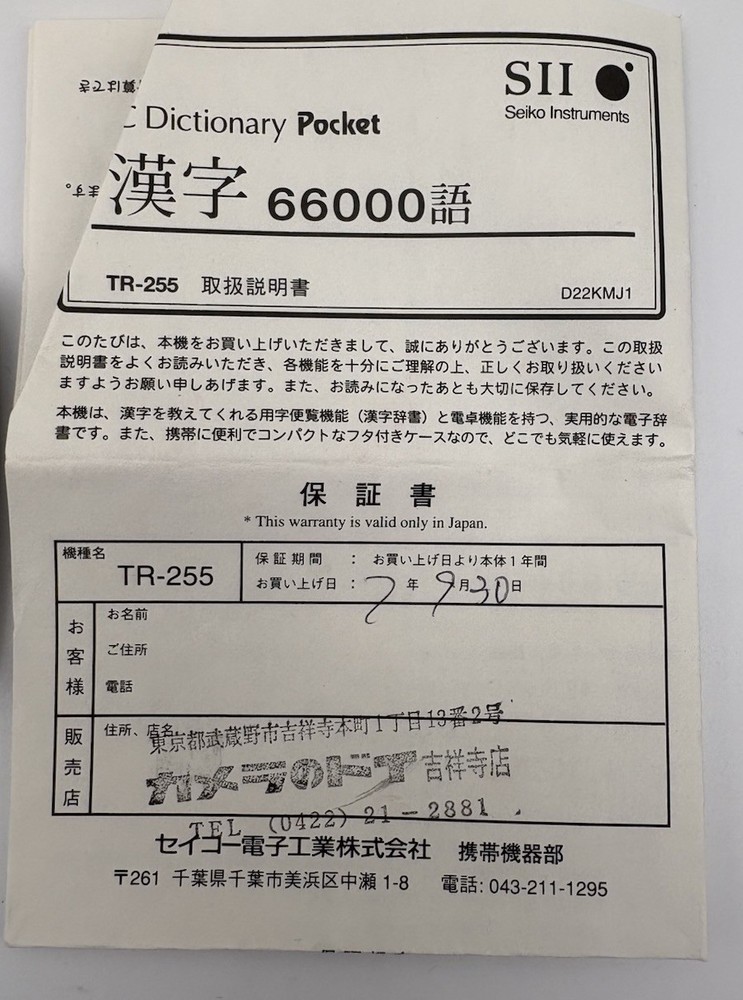 算はでき
ます。
SII
Seiko Instruments
C Dictionary Pocket
漢字 66000語
TR-255 取扱説明書
D22KMJ1
このたびは、本機をお買い上げいただきまして、誠にありがとうございます。この取扱
説明書をよくお読みいただき、各機能を十分にご理解の上、正しくお取り扱いください
ますようお願い申しあげます。また、お読みになったあとも大切に保存してください。
本機は、漢字を教えてくれる用字便覧機能（漢字辞書）と電卓機能を持つ、実用的な電子辞
書です。また、携帯に便利でコンパクトなフタ付きケースなので、どこでも気軽に使えます。
保証書
* This warranty is valid only in Japan.
機種名
TR-255
保証期間 ： お買い上げ日より本体1年間
お買い上げ日 ： 7年9月30日
お客様
お名前
ご住所
電話
販売店
住所、店名
東京都武蔵野市吉祥寺本町1丁目13番2号
カメラのドイ 吉祥寺店
TEL (0422) 21-2881
セイコー電子工業株式会社 携帯機器部
〒261 千葉県千葉市美浜区中瀬 1-8 電話: 043-211-1295